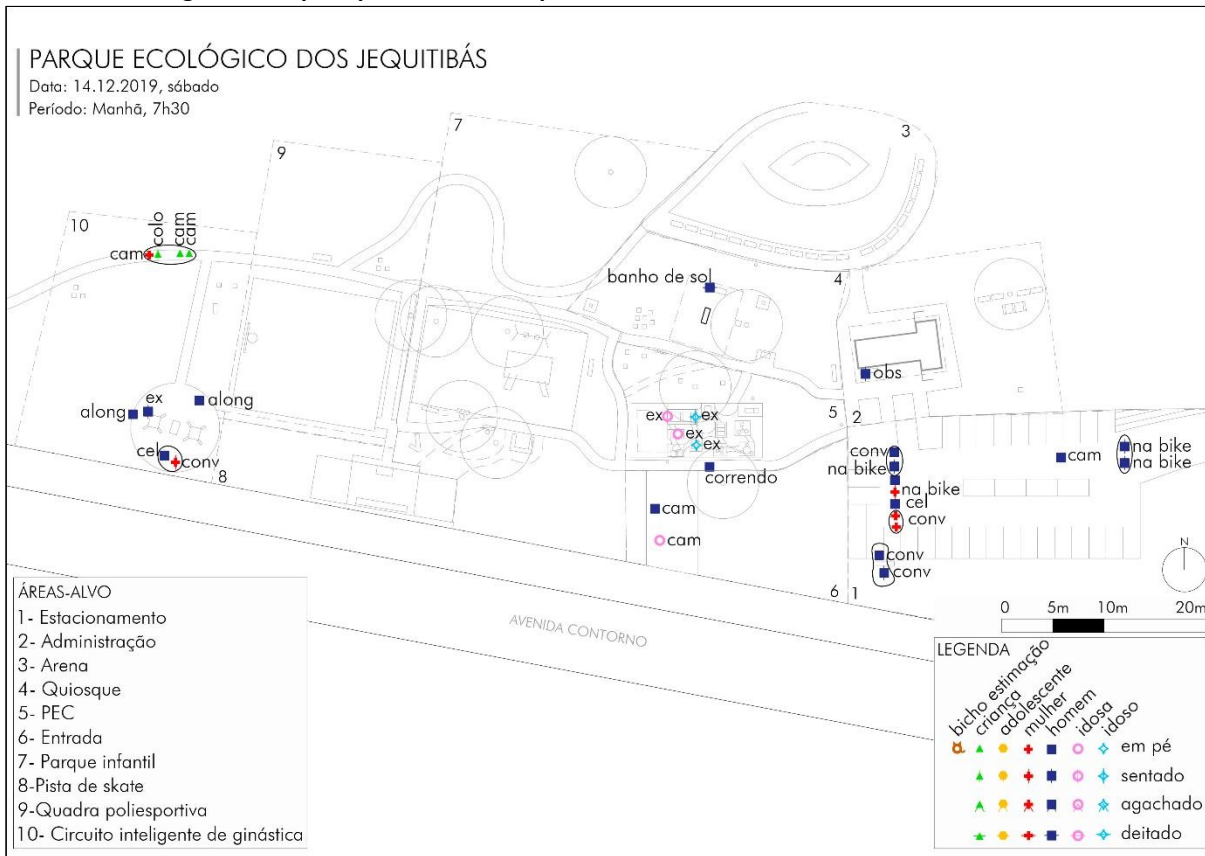 PARQUE ECOLÓGICO DOS JEQUITIBÁS
Data: 14.12.2019, sábado
Período: Manhã, 7h30
7
3
9
10
colo
cam
cam
cam
banho de sol
4
obs
ex
along
along
ex
ex
ex
ex
5
2
cel
conv
8
correndo
conv
na bike
na bike
cel
conv
cam
na bike
na bike
cam
cam
conv
conv
6
1
N
AVENIDA CONTORNO
0 5m 10m 20m
ÁREAS-ALVO
1- Estacionamento
2- Administração
3- Arena
4- Quiosque
5- PEC
6- Entrada
7- Parque infantil
8-Pista de skate
9-Quadra poliesportiva
10- Circuito inteligente de ginástica
LEGENDA
bicho estimação
criança
adolescente
mulher
homem
idosa
idoso
em pé
sentado
agachado
deitado